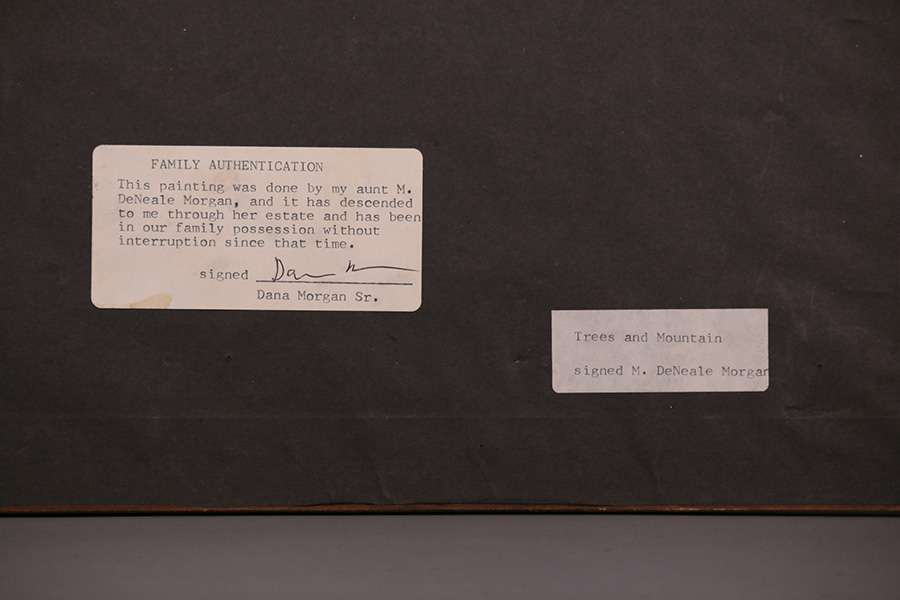 FAMILY AUTHENTICATION
This painting was done by my aunt M.
DeNeale Morgan, and it has descended
to me through her estate and has been
in our family possession without
interruption since that time.
signed Dana M
Dana Morgan Sr.
Trees and Mountain
signed M. DeNeale Morgan